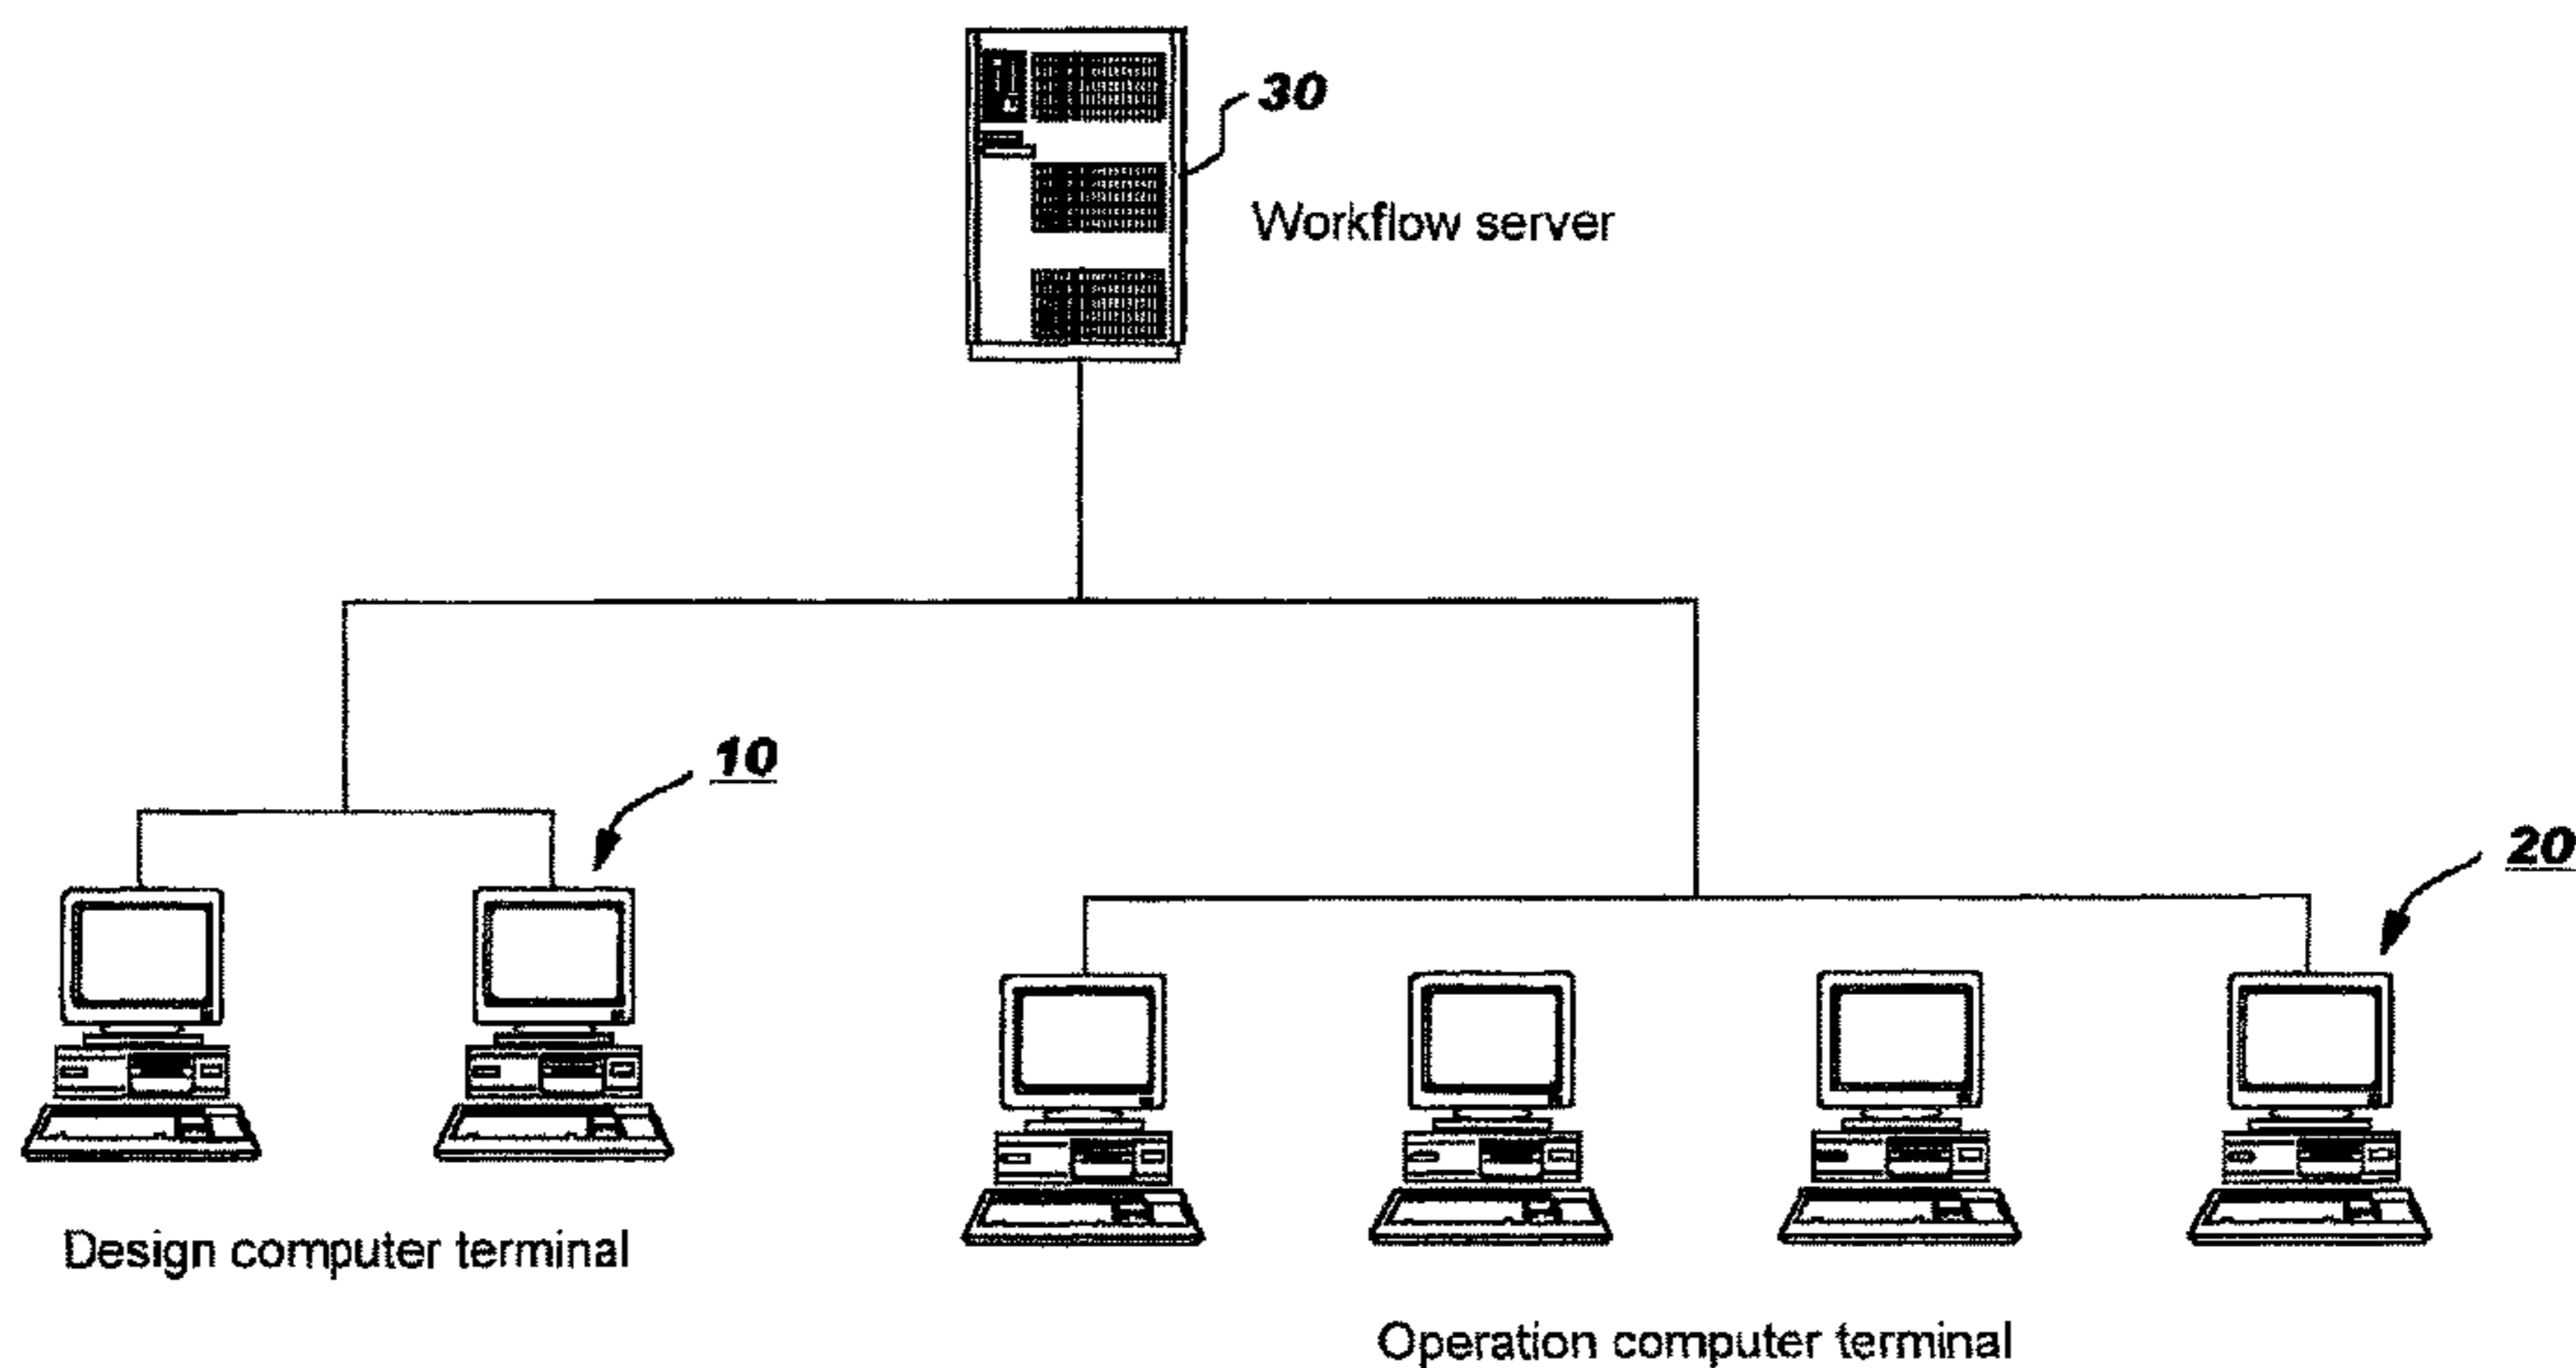 30
Workflow server
10
20
Design computer terminal
Operation computer terminal